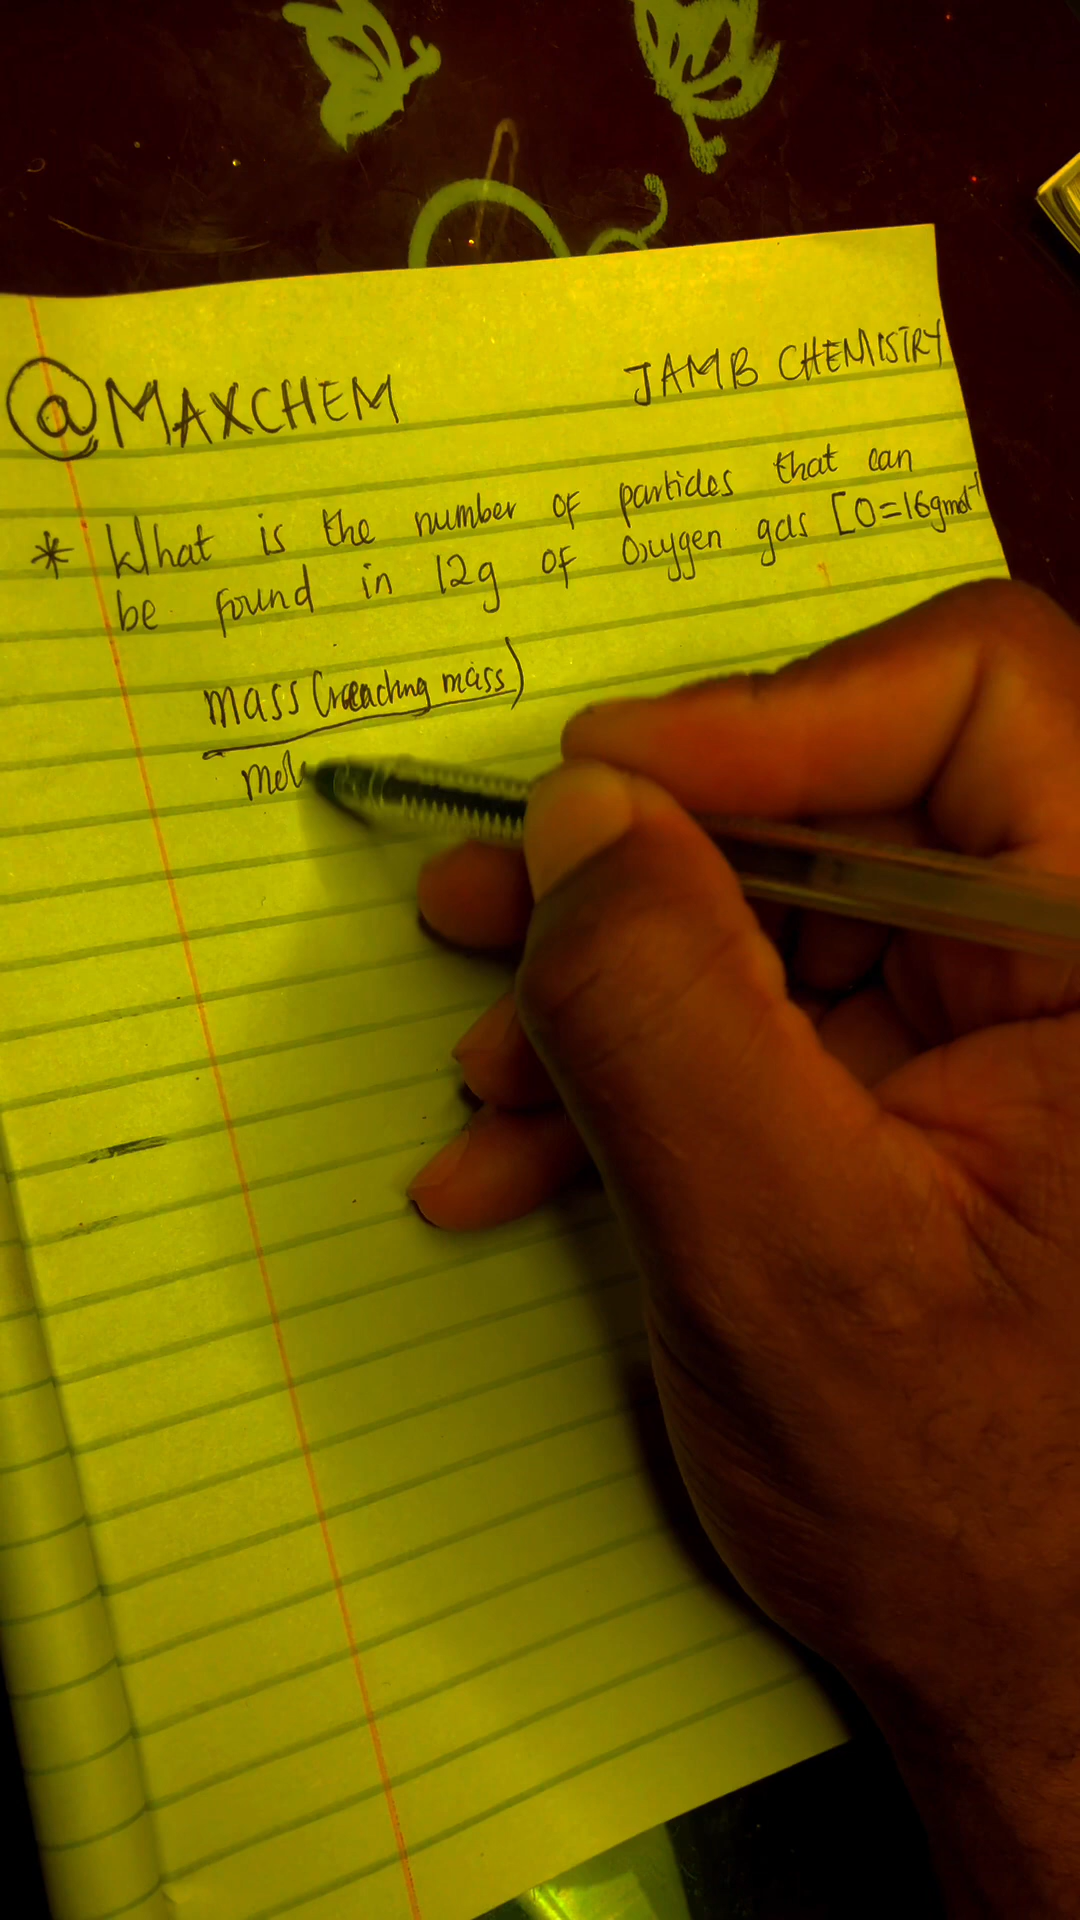 @MAXCHEM
JAMB CHEMISTRY
* What is the number of particles that can
be found in 12g of Oxygen gas [O=16gmol⁻¹
mass (reacting mass)